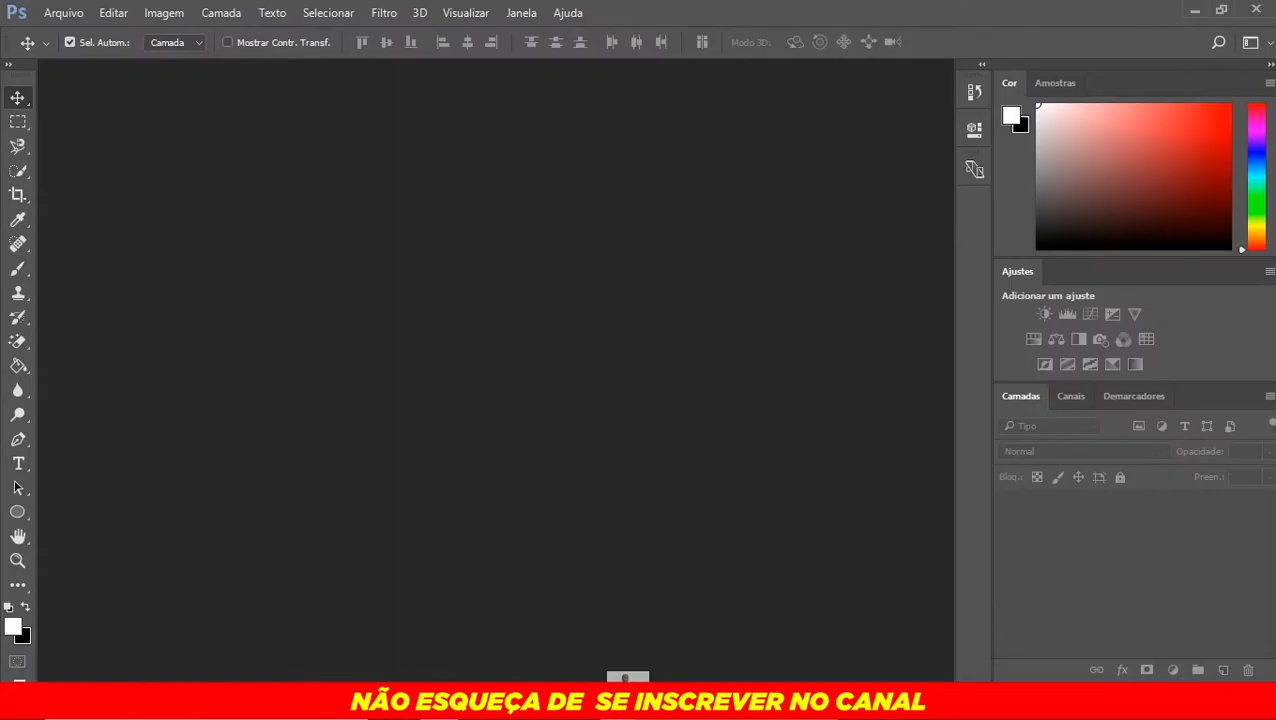 Ps Arquivo Editar Imagem Camada Texto Selecionar Filtro 3D Visualizar Janela Ajuda
Sel. Autom.: Camada Mostrar Contr. Transf. Modo 3D:
Cor Amostras
Ajustes
Adicionar um ajuste
Camadas Canais Demarcadores
Tipo
Normal Opacidade:
Bloq.: Preen.:
NÃO ESQUEÇA DE SE INSCREVER NO CANAL